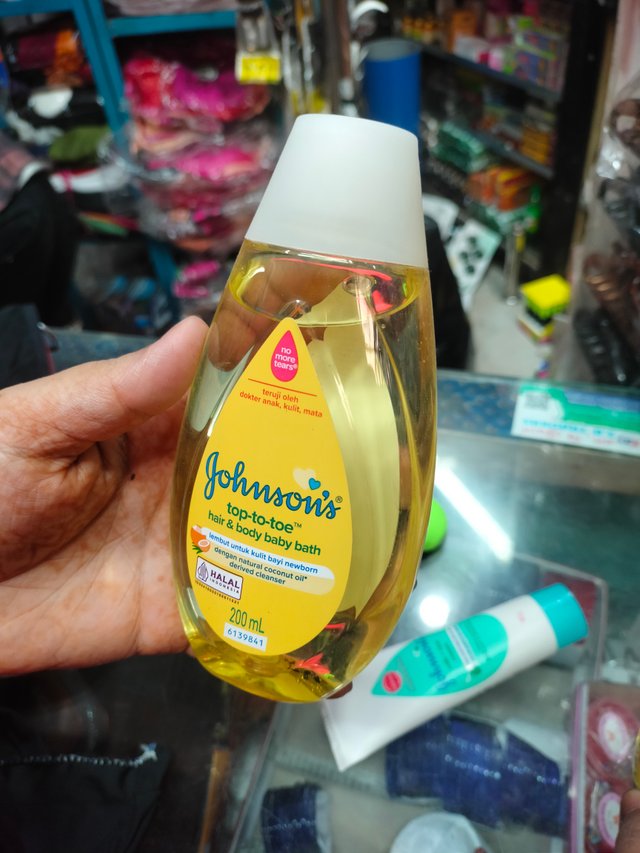 no
more
tears®
teruji oleh
dokter anak, kulit, mata
Johnson's®
top-to-toe™
hair & body baby bath
lembut untuk kulit bayi newborn
dengan natural coconut oil*
derived cleanser
HALAL
INDONESIA
200 mL
6139841
Johnson's